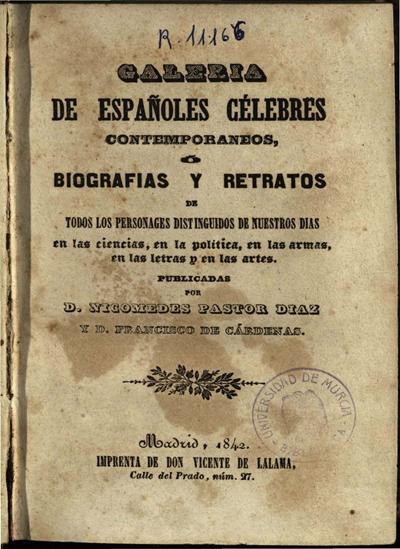 R. 11166
GALERIA
DE ESPAÑOLES CÉLEBRES
CONTEMPORANEOS,
Ó
BIOGRAFIAS Y RETRATOS
DE
TODOS LOS PERSONAGES DISTINGUIDOS DE NUESTROS DIAS
en las ciencias, en la política, en las armas,
en las letras y en las artes.
PUBLICADAS
POR
D. NICOMEDES PASTOR DIAZ
Y D. FRANCISCO DE CÁRDENAS.
UNIVERSIDAD DE MURCIA
Madrid, 1842.
IMPRENTA DE DON VICENTE DE LALAMA,
Calle del Prado, núm. 27.